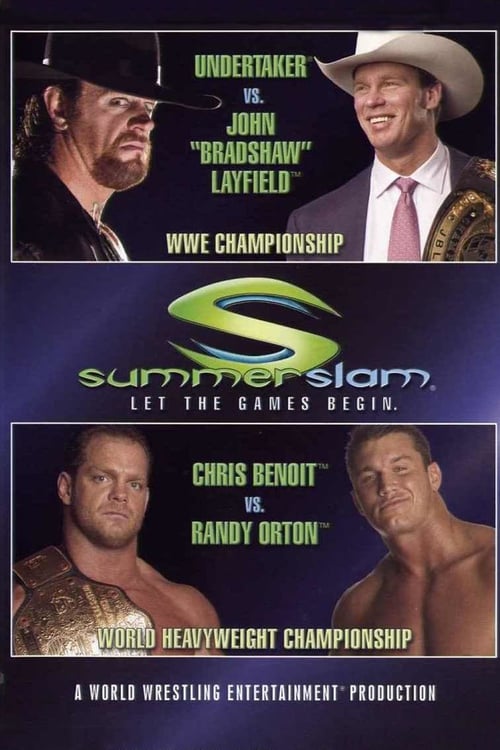 UNDERTAKER®
VS.
JOHN
"BRADSHAW"
LAYFIELD™
JBL
WWE CHAMPIONSHIP
summerslam®
LET THE GAMES BEGIN.
CHRIS BENOIT™
VS.
RANDY ORTON™
WORLD HEAVYWEIGHT CHAMPIONSHIP
A WORLD WRESTLING ENTERTAINMENT® PRODUCTION